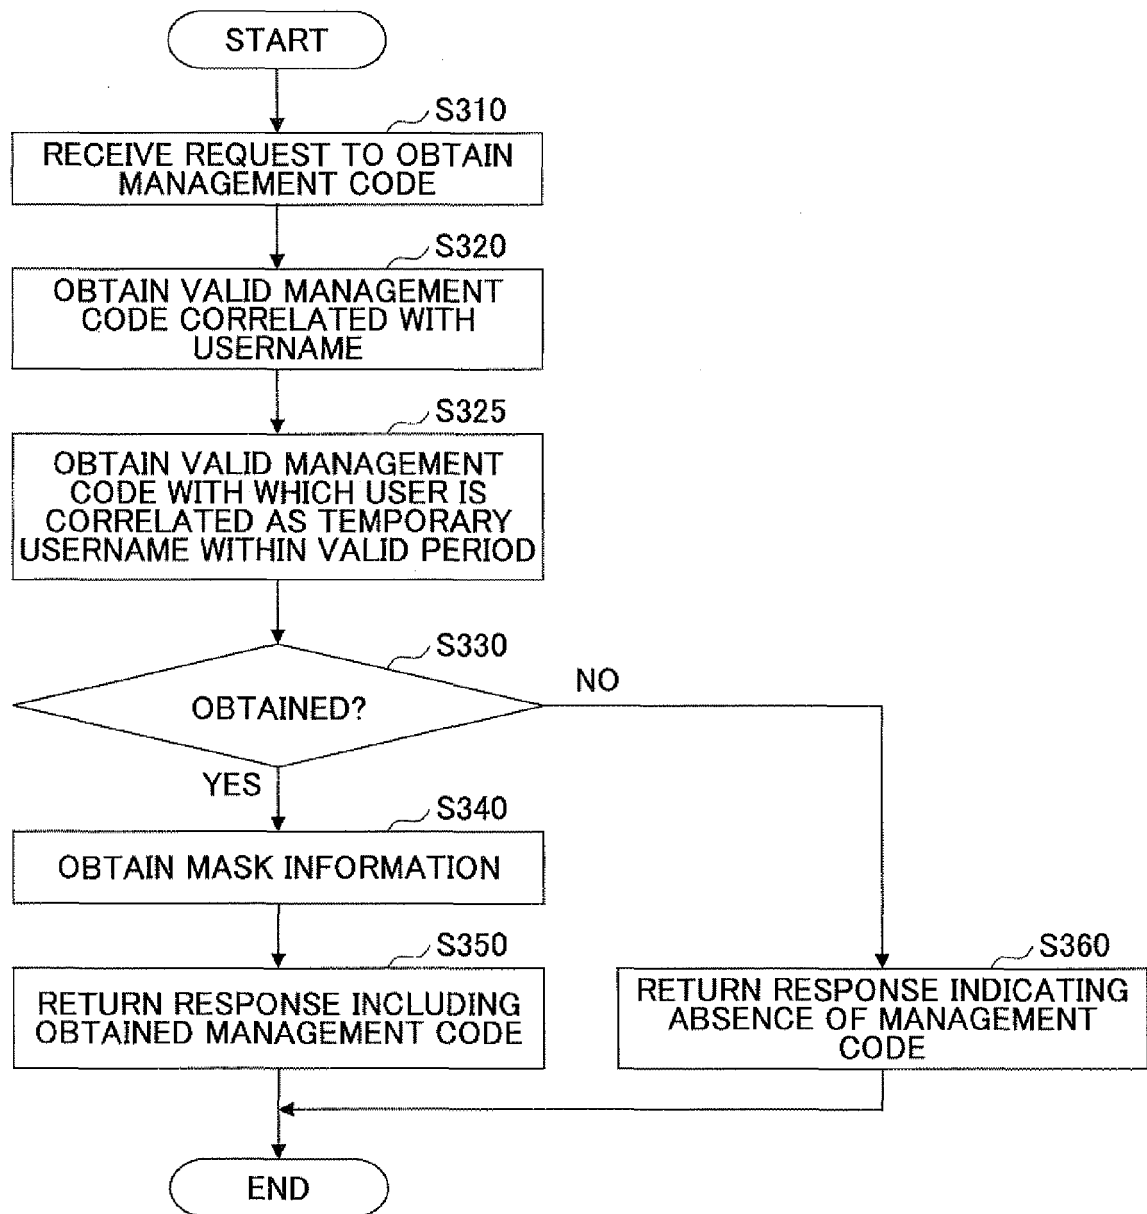 START
S310
RECEIVE REQUEST TO OBTAIN
MANAGEMENT CODE
S320
OBTAIN VALID MANAGEMENT
CODE CORRELATED WITH
USERNAME
S325
OBTAIN VALID MANAGEMENT
CODE WITH WHICH USER IS
CORRELATED AS TEMPORARY
USERNAME WITHIN VALID PERIOD
S330
OBTAINED?
NO
YES
S340
OBTAIN MASK INFORMATION
S350
RETURN RESPONSE INCLUDING
OBTAINED MANAGEMENT CODE
S360
RETURN RESPONSE INDICATING
ABSENCE OF MANAGEMENT
CODE
END